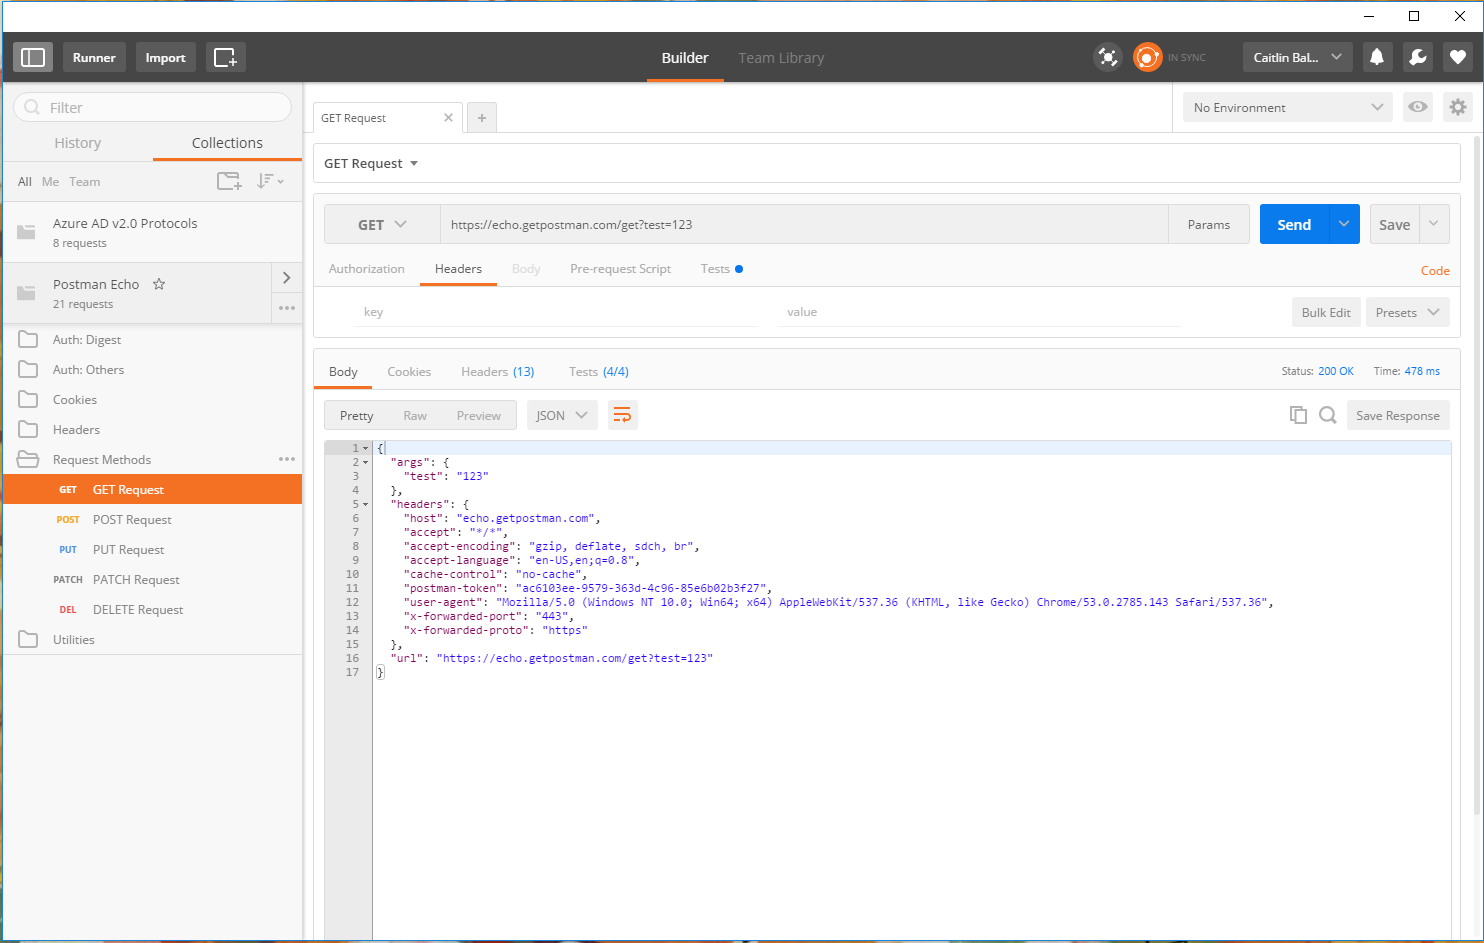 Runner
Import
Builder
Team Library
IN SYNC
Caitlin Bal...
Filter
History
Collections
All Me Team
Azure AD v2.0 Protocols
8 requests
Postman Echo
21 requests
Auth: Digest
Auth: Others
Cookies
Headers
Request Methods
GET GET Request
POST POST Request
PUT PUT Request
PATCH PATCH Request
DEL DELETE Request
Utilities
GET Request
No Environment
GET Request
GET https://echo.getpostman.com/get?test=123 Params Send Save
Authorization Headers Body Pre-request Script Tests Code
key value Bulk Edit Presets
Body Cookies Headers (13) Tests (4/4) Status: 200 OK Time: 478 ms
Pretty Raw Preview JSON Save Response
1 {
2 "args": {
3 "test": "123"
4 },
5 "headers": {
6 "host": "echo.getpostman.com",
7 "accept": "*/*",
8 "accept-encoding": "gzip, deflate, sdch, br",
9 "accept-language": "en-US,en;q=0.8",
10 "cache-control": "no-cache",
11 "postman-token": "ac6103ee-9579-363d-4c96-85e6b02b3f27",
12 "user-agent": "Mozilla/5.0 (Windows NT 10.0; Win64; x64) AppleWebKit/537.36 (KHTML, like Gecko) Chrome/53.0.2785.143 Safari/537.36",
13 "x-forwarded-port": "443",
14 "x-forwarded-proto": "https"
15 },
16 "url": "https://echo.getpostman.com/get?test=123"
17 }